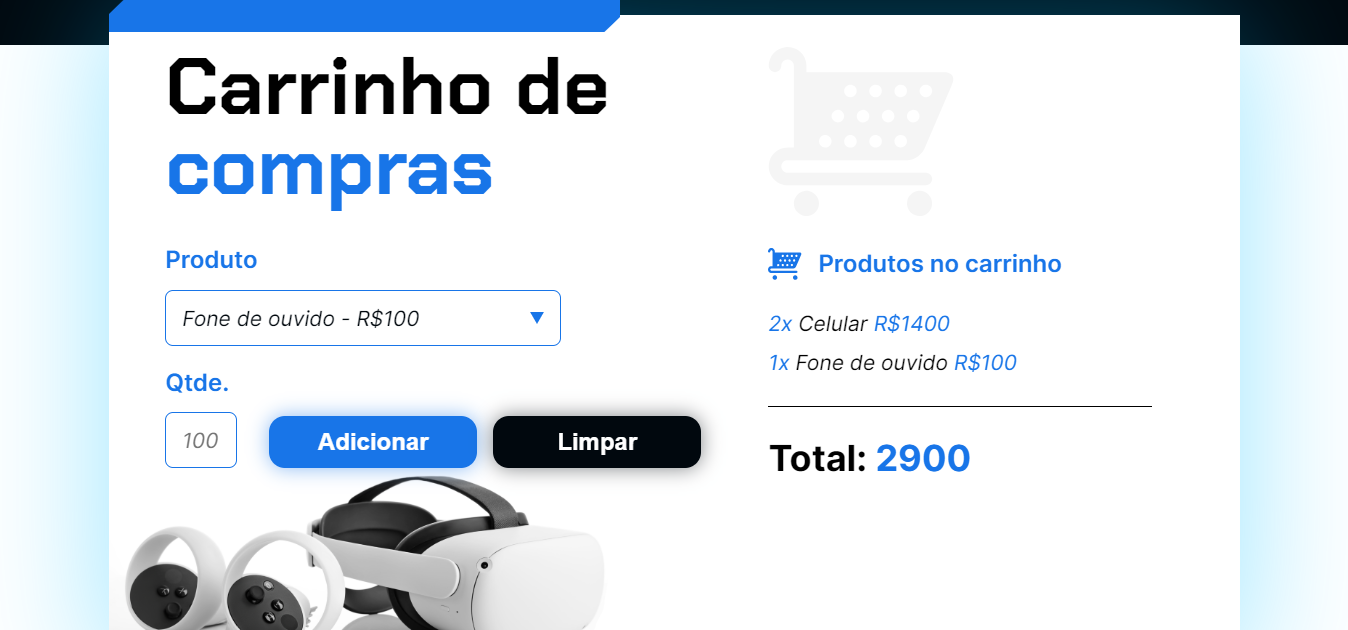 Carrinho de
compras
Produto
Fone de ouvido - R$100
Qtde.
100
Adicionar
Limpar
Produtos no carrinho
2x Celular R$1400
1x Fone de ouvido R$100
Total: 2900